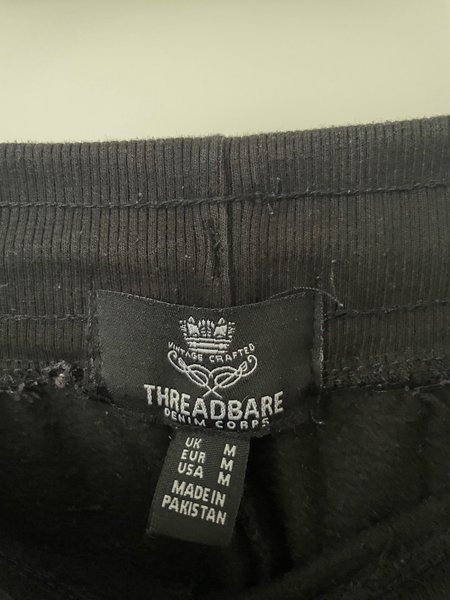 VINTAGE CRAFTED
THREADBARE
DENIM CORPS
UK M
EUR M
USA M
MADE IN
PAKISTAN